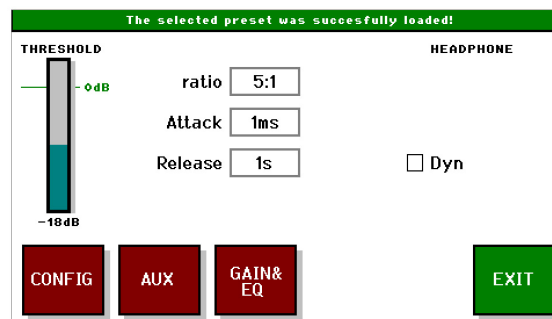 The selected preset was succesfully loaded!
THRESHOLD
HEADPHONE
0dB
ratio 5:1
Attack 1ms
Release 1s
Dyn
-18dB
CONFIG
AUX
GAIN&
EQ
EXIT